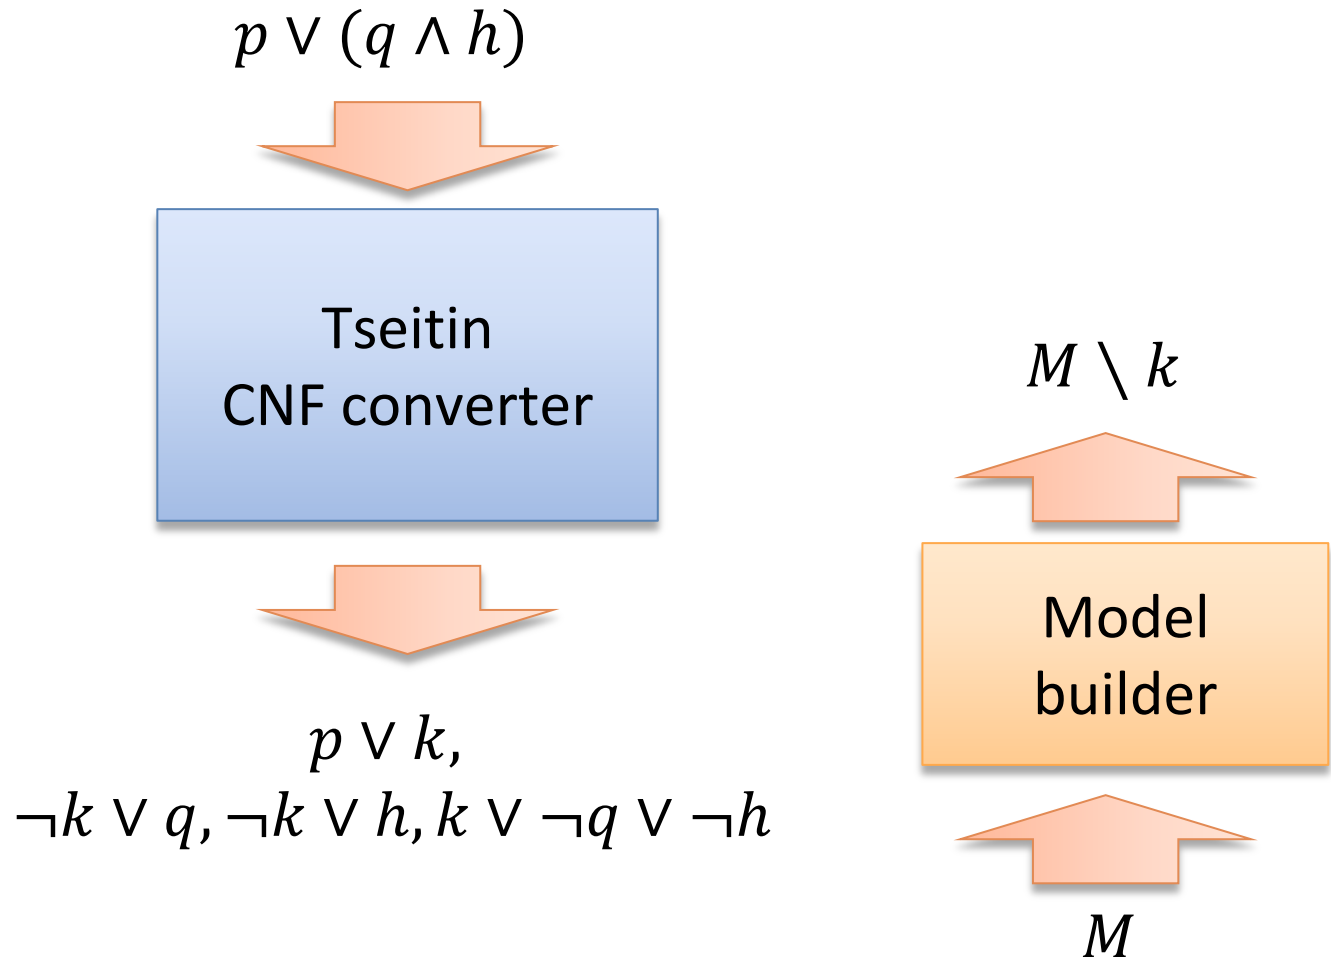 p ∨ (q ∧ h)
Tseitin
CNF converter
p ∨ k,
¬k ∨ q, ¬k ∨ h, k ∨ ¬q ∨ ¬h
M \ k
Model
builder
M